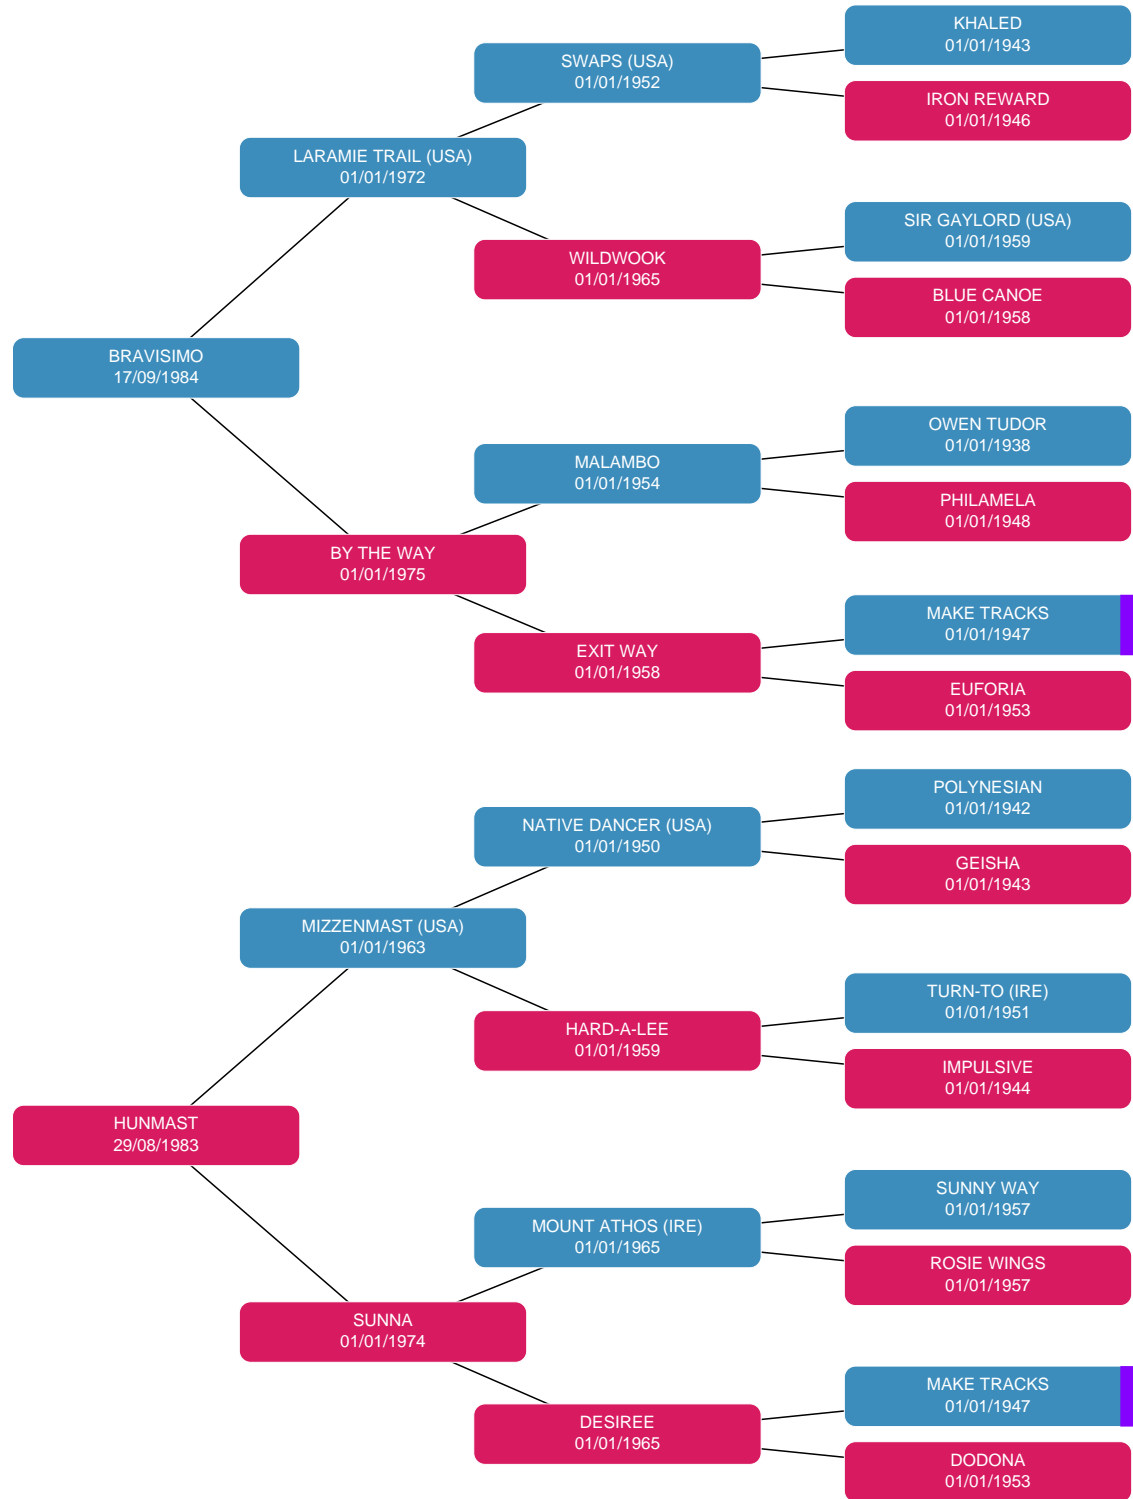 KHALED
01/01/1943
SWAPS (USA)
01/01/1952
IRON REWARD
01/01/1946
LARAMIE TRAIL (USA)
01/01/1972
SIR GAYLORD (USA)
01/01/1959
WILDWOOK
01/01/1965
BLUE CANOE
01/01/1958
BRAVISIMO
17/09/1984
OWEN TUDOR
01/01/1938
MALAMBO
01/01/1954
PHILAMELA
01/01/1948
BY THE WAY
01/01/1975
MAKE TRACKS
01/01/1947
EXIT WAY
01/01/1958
EUFORIA
01/01/1953
POLYNESIAN
01/01/1942
NATIVE DANCER (USA)
01/01/1950
GEISHA
01/01/1943
MIZZENMAST (USA)
01/01/1963
TURN-TO (IRE)
01/01/1951
HARD-A-LEE
01/01/1959
IMPULSIVE
01/01/1944
HUNMAST
29/08/1983
SUNNY WAY
01/01/1957
MOUNT ATHOS (IRE)
01/01/1965
ROSIE WINGS
01/01/1957
SUNNA
01/01/1974
MAKE TRACKS
01/01/1947
DESIREE
01/01/1965
DODONA
01/01/1953